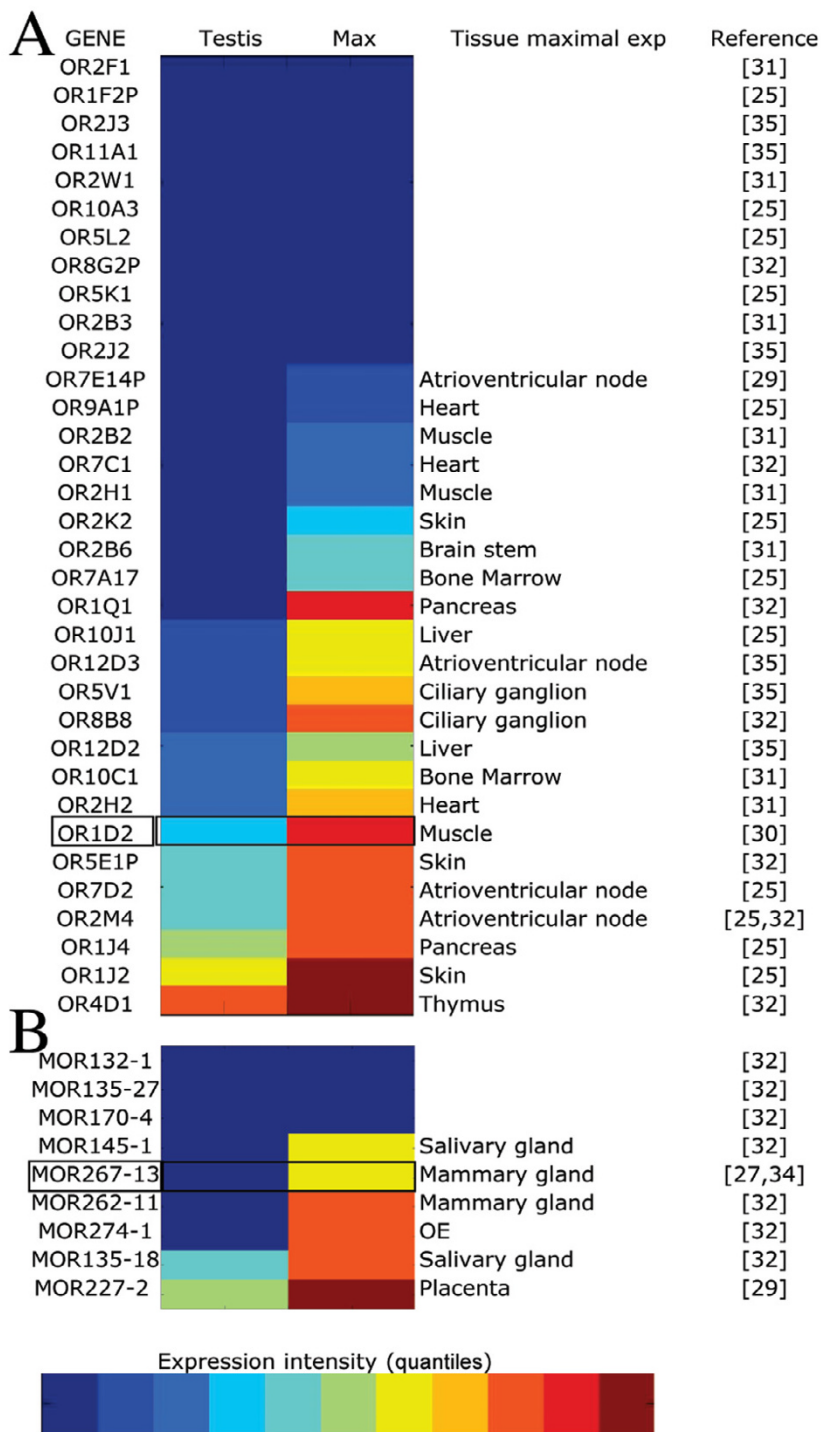 A GENE Testis Max Tissue maximal exp Reference
OR2F1 [31]
OR1F2P [25]
OR2J3 [35]
OR11A1 [35]
OR2W1 [31]
OR10A3 [25]
OR5L2 [25]
OR8G2P [32]
OR5K1 [25]
OR2B3 [31]
OR2J2 [35]
OR7E14P Atrioventricular node [29]
OR9A1P Heart [25]
OR2B2 Muscle [31]
OR7C1 Heart [32]
OR2H1 Muscle [31]
OR2K2 Skin [25]
OR2B6 Brain stem [31]
OR7A17 Bone Marrow [25]
OR1Q1 Pancreas [32]
OR10J1 Liver [25]
OR12D3 Atrioventricular node [35]
OR5V1 Ciliary ganglion [35]
OR8B8 Ciliary ganglion [32]
OR12D2 Liver [35]
OR10C1 Bone Marrow [31]
OR2H2 Heart [31]
OR1D2 Muscle [30]
OR5E1P Skin [32]
OR7D2 Atrioventricular node [25]
OR2M4 Atrioventricular node [25,32]
OR1J4 Pancreas [25]
OR1J2 Skin [25]
OR4D1 Thymus [32]
B
MOR132-1 [32]
MOR135-27 [32]
MOR170-4 [32]
MOR145-1 Salivary gland [32]
MOR267-13 Mammary gland [27,34]
MOR262-11 Mammary gland [32]
MOR274-1 OE [32]
MOR135-18 Salivary gland [32]
MOR227-2 Placenta [29]
Expression intensity (quantiles)